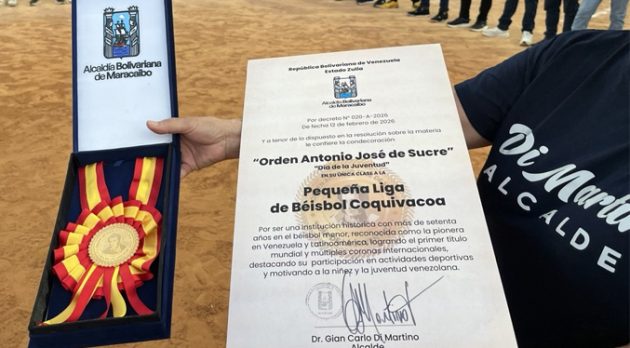 Alcaldía Bolivariana
de Maracaibo
República Bolivariana de Venezuela
Estado Zulia
Alcaldía Bolivariana
de Maracaibo
Por decreto N° 020-A-2026
De feche 12 de febrero de 2026
Y a tenor de lo dispuesto en la resolución sobre la materia
le confiere la condecoración
“Orden Antonio José de Sucre”
“Día de la Juventud”
EN SU ÚNICA CLASS A LA
Pequeña Liga
de Béisbol Coquivacoa
Por ser una institución histórica con más de setenta
años en el béisbol menor, reconocida como la pionera
en Venezuela y latinoamérica, logrando el primer título
mundial y múltiples coronas internacionales,
destacando su participación en actividades deportivas
y motivando a la niñez y la juventud venezolana.
Dr. Gian Carlo Di Martino
Alcalde
Di Martino
ALCALDE